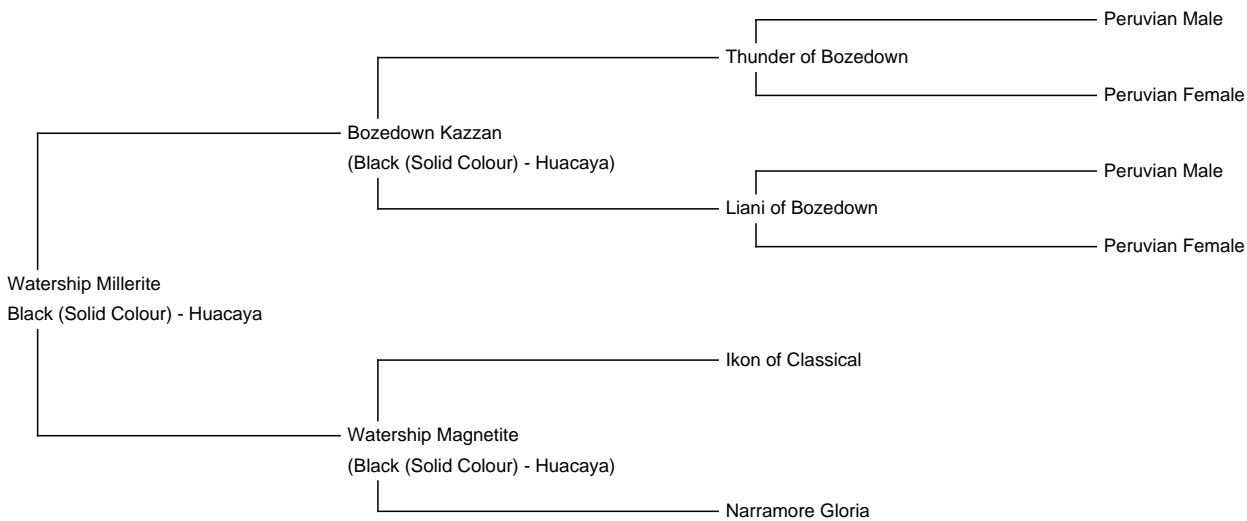 Peruvian Male
Thunder of Bozedown
Peruvian Female
Bozedown Kazzan
(Black (Solid Colour) - Huacaya)
Peruvian Male
Liani of Bozedown
Peruvian Female
Watership Millerite
Black (Solid Colour) - Huacaya
Ikon of Classical
Watership Magnetite
(Black (Solid Colour) - Huacaya)
Narramore Gloria